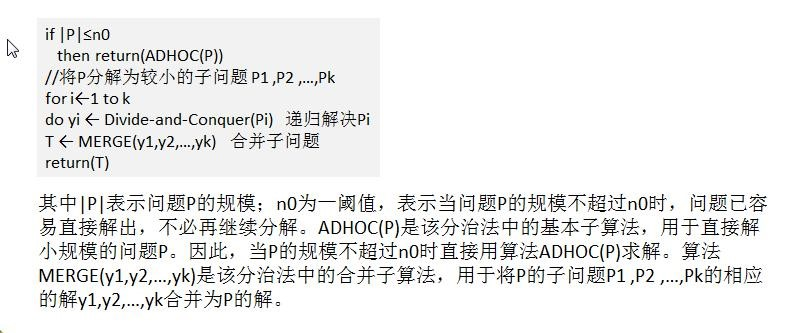 if |P|≤n0
then return(ADHOC(P))
//将P分解为较小的子问题 P1 ,P2 ,…,Pk
for i←1 to k
do yi ← Divide-and-Conquer(Pi) 递归解决Pi
T ← MERGE(y1,y2,…,yk) 合并子问题
return(T)
其中|P|表示问题P的规模；n0为一阈值，表示当问题P的规模不超过n0时，问题已容
易直接解出，不必再继续分解。ADHOC(P)是该分治法中的基本子算法，用于直接解
小规模的问题P。因此，当P的规模不超过n0时直接用算法ADHOC(P)求解。算法
MERGE(y1,y2,…,yk)是该分治法中的合并子算法，用于将P的子问题P1 ,P2 ,…,Pk的相应
的解y1,y2,…,yk合并为P的解。